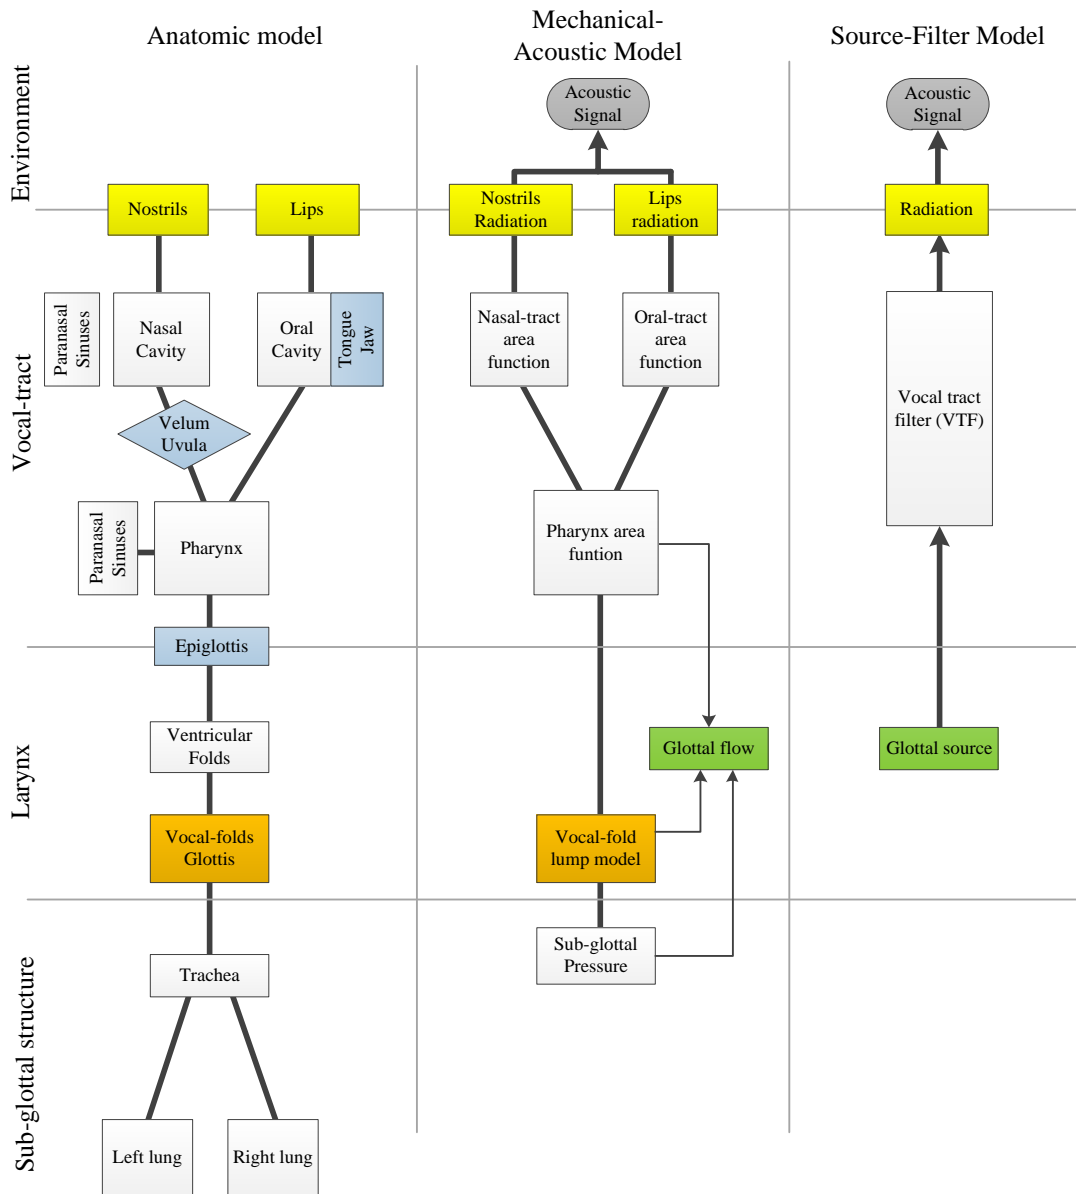 Anatomic model
Mechanical-
Acoustic Model
Source-Filter Model
Environment
Acoustic
Signal
Acoustic
Signal
Nostrils
Lips
Nostrils
Radiation
Lips
radiation
Radiation
Vocal-tract
Paranasal
Sinuses
Nasal
Cavity
Oral
Cavity
Tongue
Jaw
Nasal-tract
area
function
Oral-tract
area
function
Vocal tract
filter (VTF)
Velum
Uvula
Paranasal
Sinuses
Pharynx
Pharynx area
funtion
Epiglottis
Larynx
Ventricular
Folds
Glottal flow
Glottal source
Vocal-folds
Glottis
Vocal-fold
lump model
Sub-glottal structure
Trachea
Sub-glottal
Pressure
Left lung
Right lung